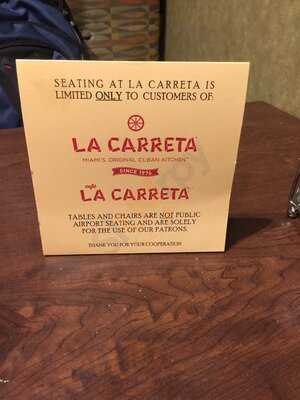 SEATING AT LA CARRETA IS
LIMITED ONLY TO CUSTOMERS OF:
LA CARRETA
MIAMI'S ORIGINAL CUBAN KITCHEN
SINCE 1976
café
LA CARRETA
TABLES AND CHAIRS ARE NOT PUBLIC
AIRPORT SEATING AND ARE SOLELY
FOR THE USE OF OUR PATRONS.
THANK YOU FOR YOUR COOPERATION